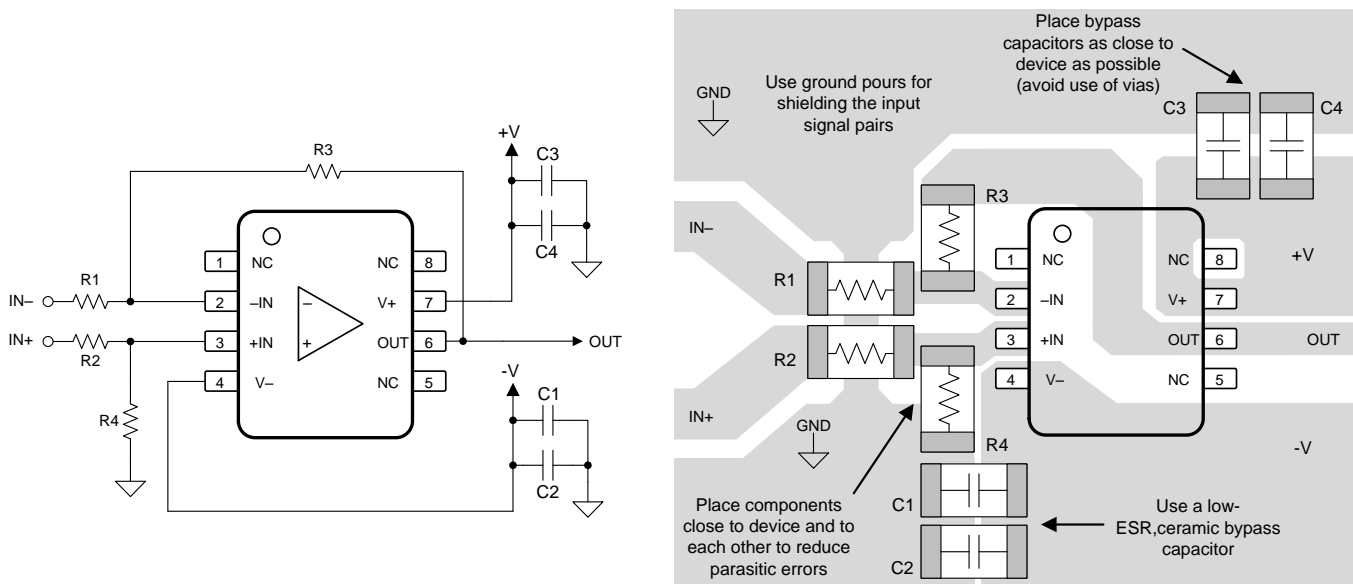 +V
C3
C4
R3
1
NC
NC
8
IN–
R1
2
–IN
V+
7
–
IN+
R2
3
+IN
+
OUT
6
OUT
4
V–
NC
5
R4
-V
C1
C2
Place bypass
capacitors as close to
device as possible
(avoid use of vias)
Use ground pours for
shielding the input
signal pairs
GND
C3
C4
R3
IN–
R1
R2
IN+
1
NC
NC
8
+V
2
–IN
V+
7
3
+IN
OUT
6
OUT
4
V–
NC
5
GND
R4
-V
C1
C2
Place components
close to device and to
each other to reduce
parasitic errors
Use a low-
ESR,ceramic bypass
capacitor